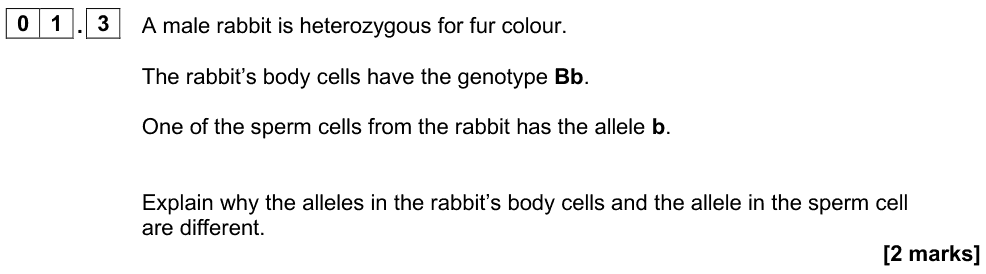 0 1 . 3 A male rabbit is heterozygous for fur colour.
The rabbit's body cells have the genotype Bb.
One of the sperm cells from the rabbit has the allele b.
Explain why the alleles in the rabbit's body cells and the allele in the sperm cell
are different.
[2 marks]